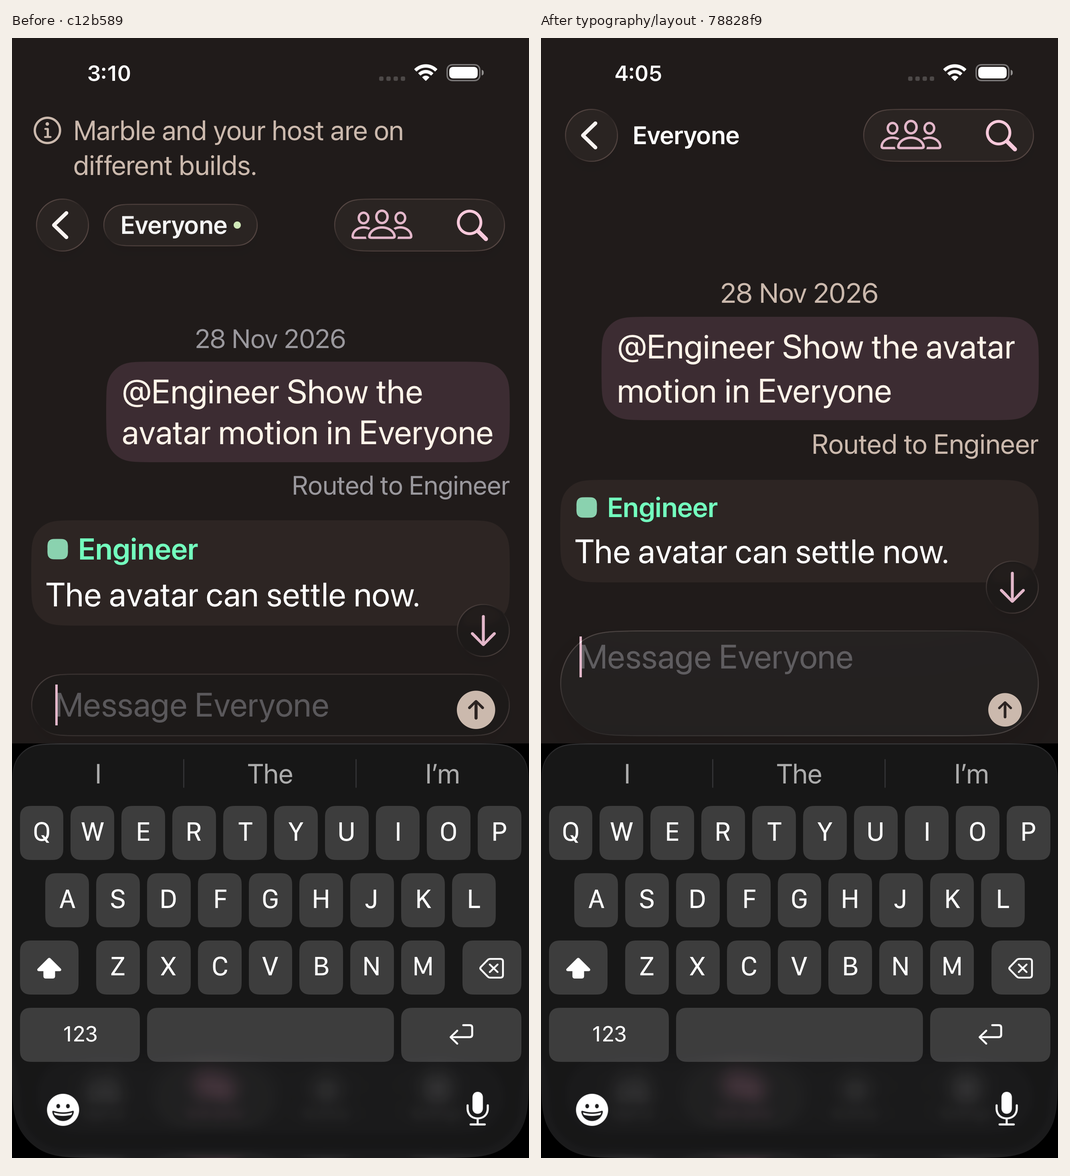 Before · c12b589
3:10
Marble and your host are on
different builds.
Everyone
28 Nov 2026
@Engineer Show the
avatar motion in Everyone
Routed to Engineer
Engineer
The avatar can settle now.
Message Everyone
I The I’m
Q W E R T Y U I O P
A S D F G H J K L
Z X C V B N M
123
After typography/layout · 78828f9
4:05
Everyone
28 Nov 2026
@Engineer Show the avatar
motion in Everyone
Routed to Engineer
Engineer
The avatar can settle now.
Message Everyone
I The I’m
Q W E R T Y U I O P
A S D F G H J K L
Z X C V B N M
123